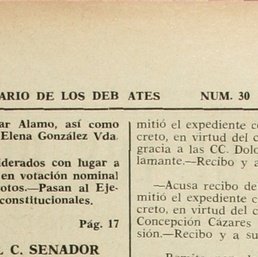 ARIO DE LOS DEB ATES NUM. 30
ar Alamo, así como
Elena González Vda.
iderados con lugar a
en votación nominal
otos.—Pasan al Eje-
constitucionales.
Pág. 17
L C. SENADOR
mitió el expediente c
creto, en virtud del c
gracia a las CC. Dolo
lamante.—Recibo y a
—Acusa recibo de
mitió el expediente c
creto, en virtud del
Concepción Cázares
sión.—Recibo y a su